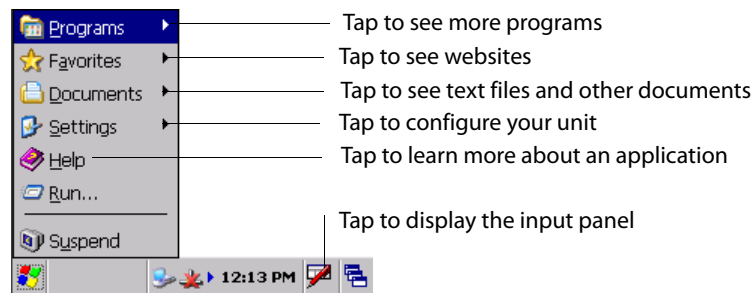 Programs Tap to see more programs
Favorites Tap to see websites
Documents Tap to see text files and other documents
Settings Tap to configure your unit
Help Tap to learn more about an application
Run...
Tap to display the input panel
Suspend
12:13 PM